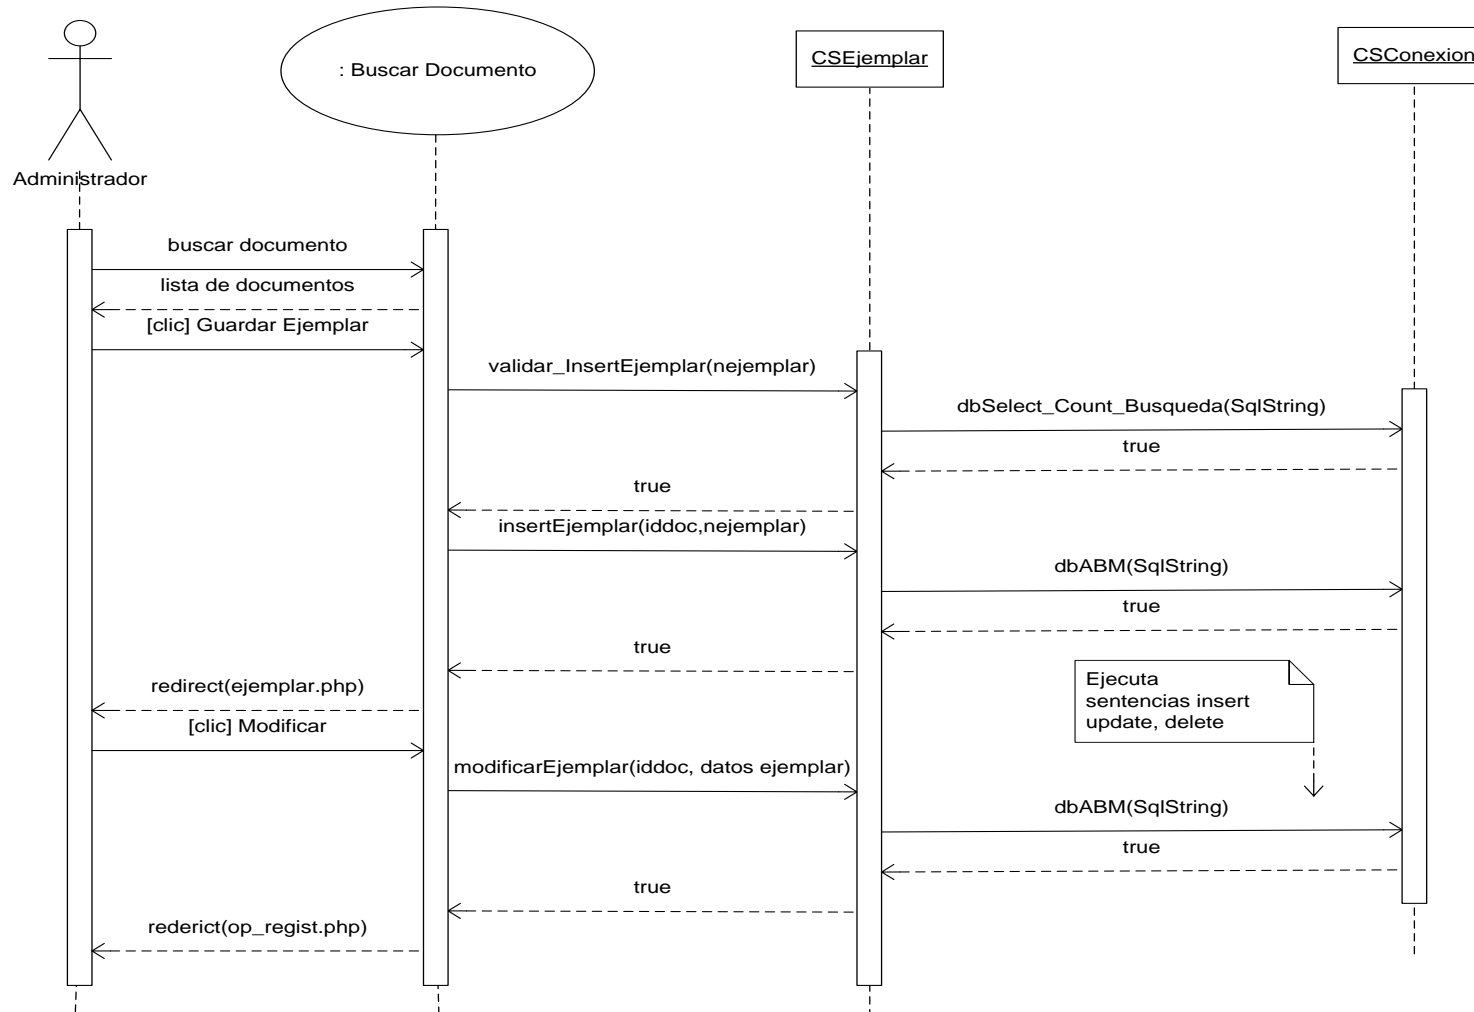 : Buscar Documento
CSEjemplar
CSConexion
Administrador
buscar documento
lista de documentos
[clic] Guardar Ejemplar
validar_InsertEjemplar(nejemplar)
dbSelect_Count_Busqueda(SqlString)
true
true
insertEjemplar(iddoc,nejemplar)
dbABM(SqlString)
true
true
redirect(ejemplar.php)
[clic] Modificar
Ejecuta
sentencias insert
update, delete
modificarEjemplar(iddoc, datos ejemplar)
dbABM(SqlString)
true
true
rederict(op_regist.php)